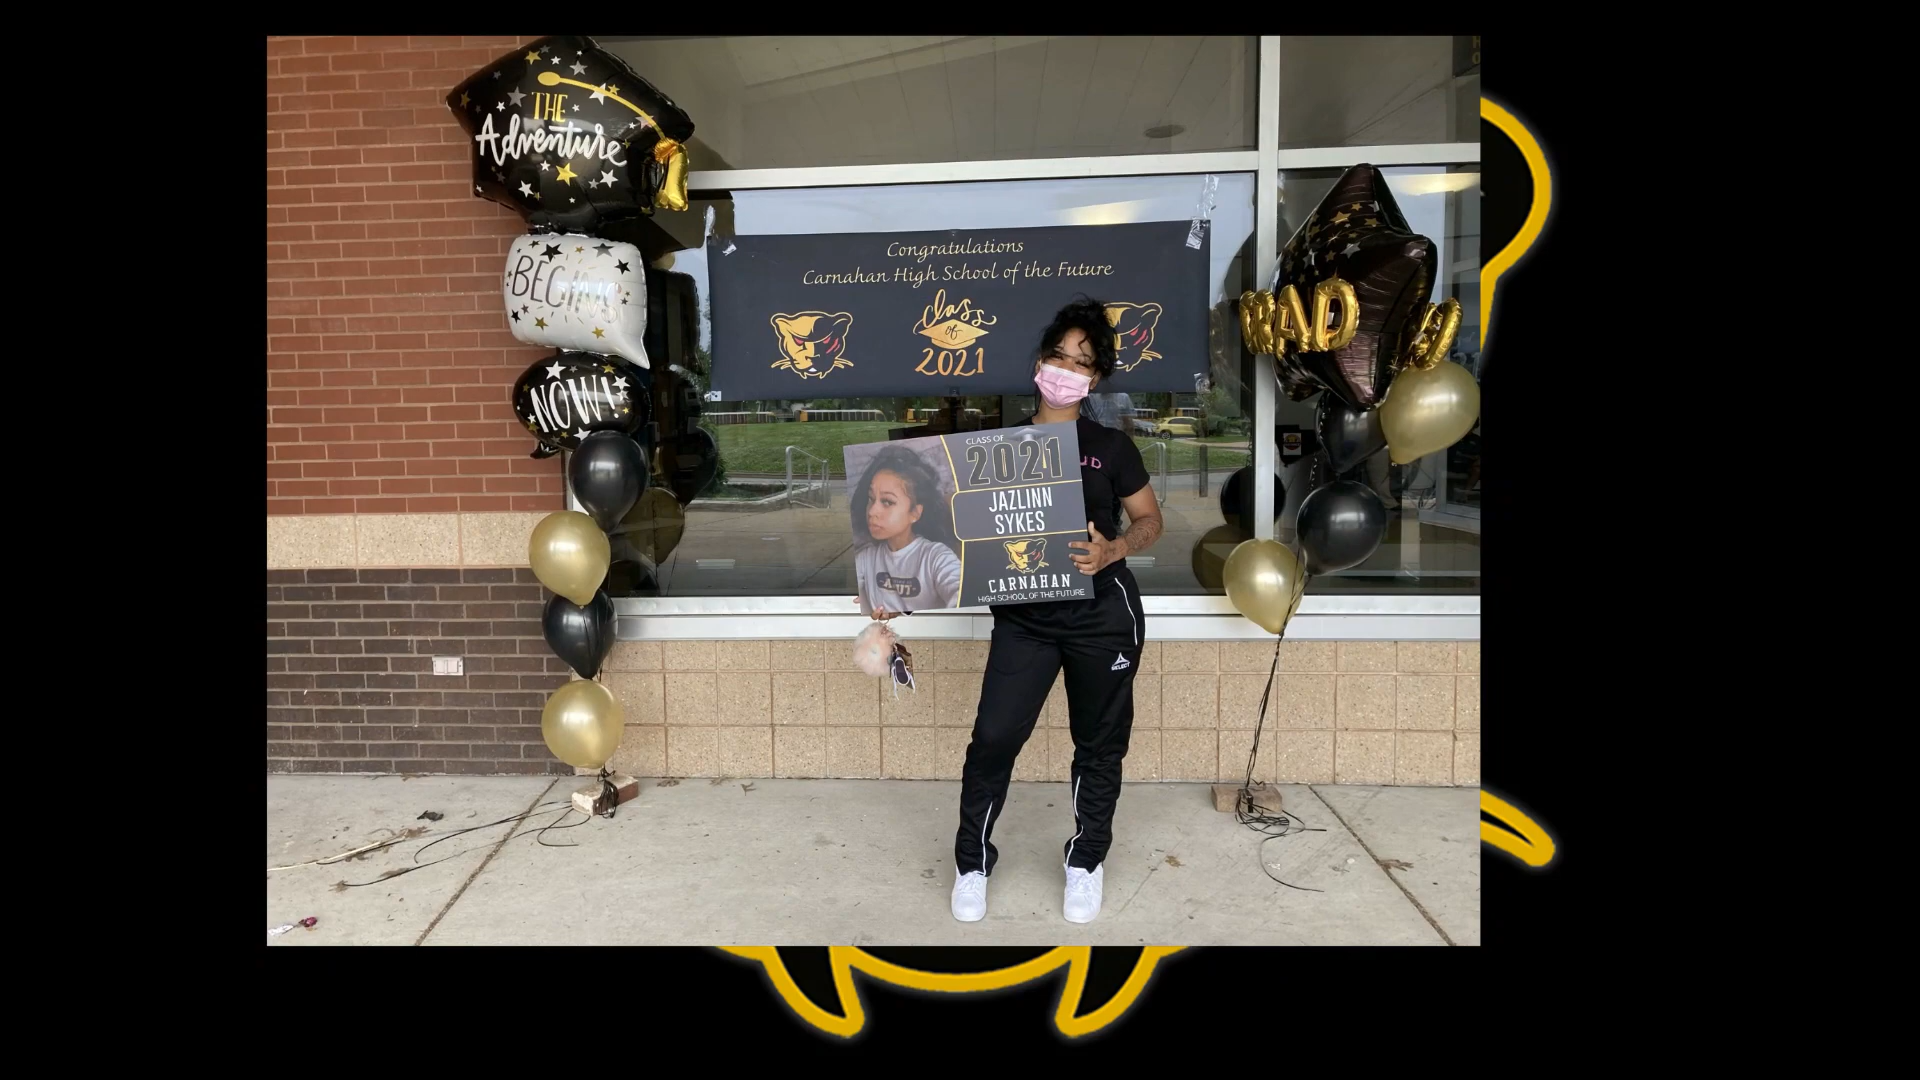 THE
Adventure
BEGINS
NOW!
Congratulations
Carnahan High School of the Future
Class
of
2021
CLASS OF
2021
JAZLINN
SYKES
CARNAHAN
HIGH SCHOOL OF THE FUTURE
SELECT